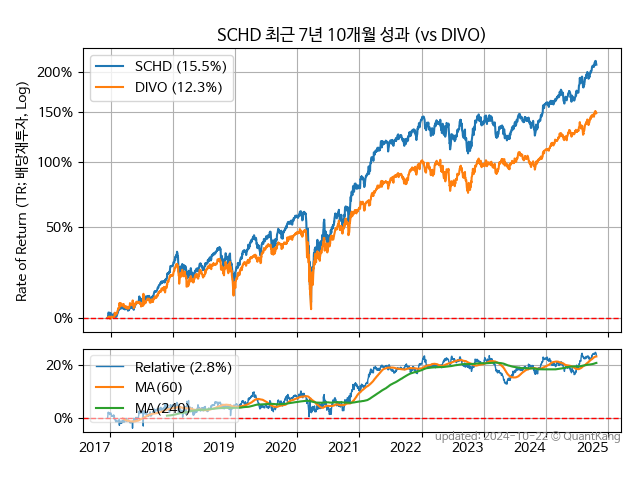 SCHD 최근 7년 10개월 성과 (vs DIVO)
Rate of Return (TR: 배당재투자, Log)
200%
150%
100%
50%
0%
SCHD (15.5%)
DIVO (12.3%)
20%
0%
Relative (2.8%)
MA(60)
MA(240)
2017 2018 2019 2020 2021 2022 2023 2024 2025
updated: 2024-10-22 © QuantKang